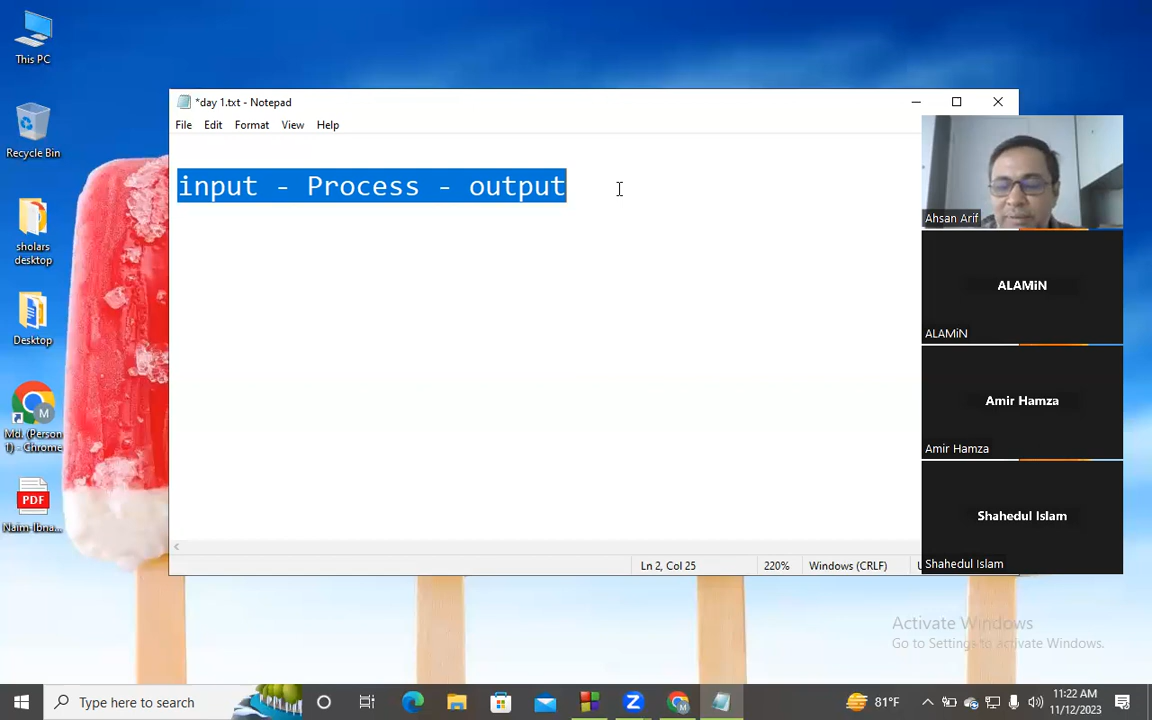 This PC
Recycle Bin
sholars
desktop
Desktop
Md. (Person
1) - Chrome
PDF
Naim-Ibna...
*day 1.txt - Notepad
File Edit Format View Help
input - Process - output
Ln 2, Col 25
220%
Windows (CRLF)
Ahsan Arif
ALAMiN
ALAMiN
Amir Hamza
Amir Hamza
Shahedul Islam
Shahedul Islam
Activate Windows
Go to Settings to activate Windows.
Type here to search
81°F
11:22 AM
11/12/2023